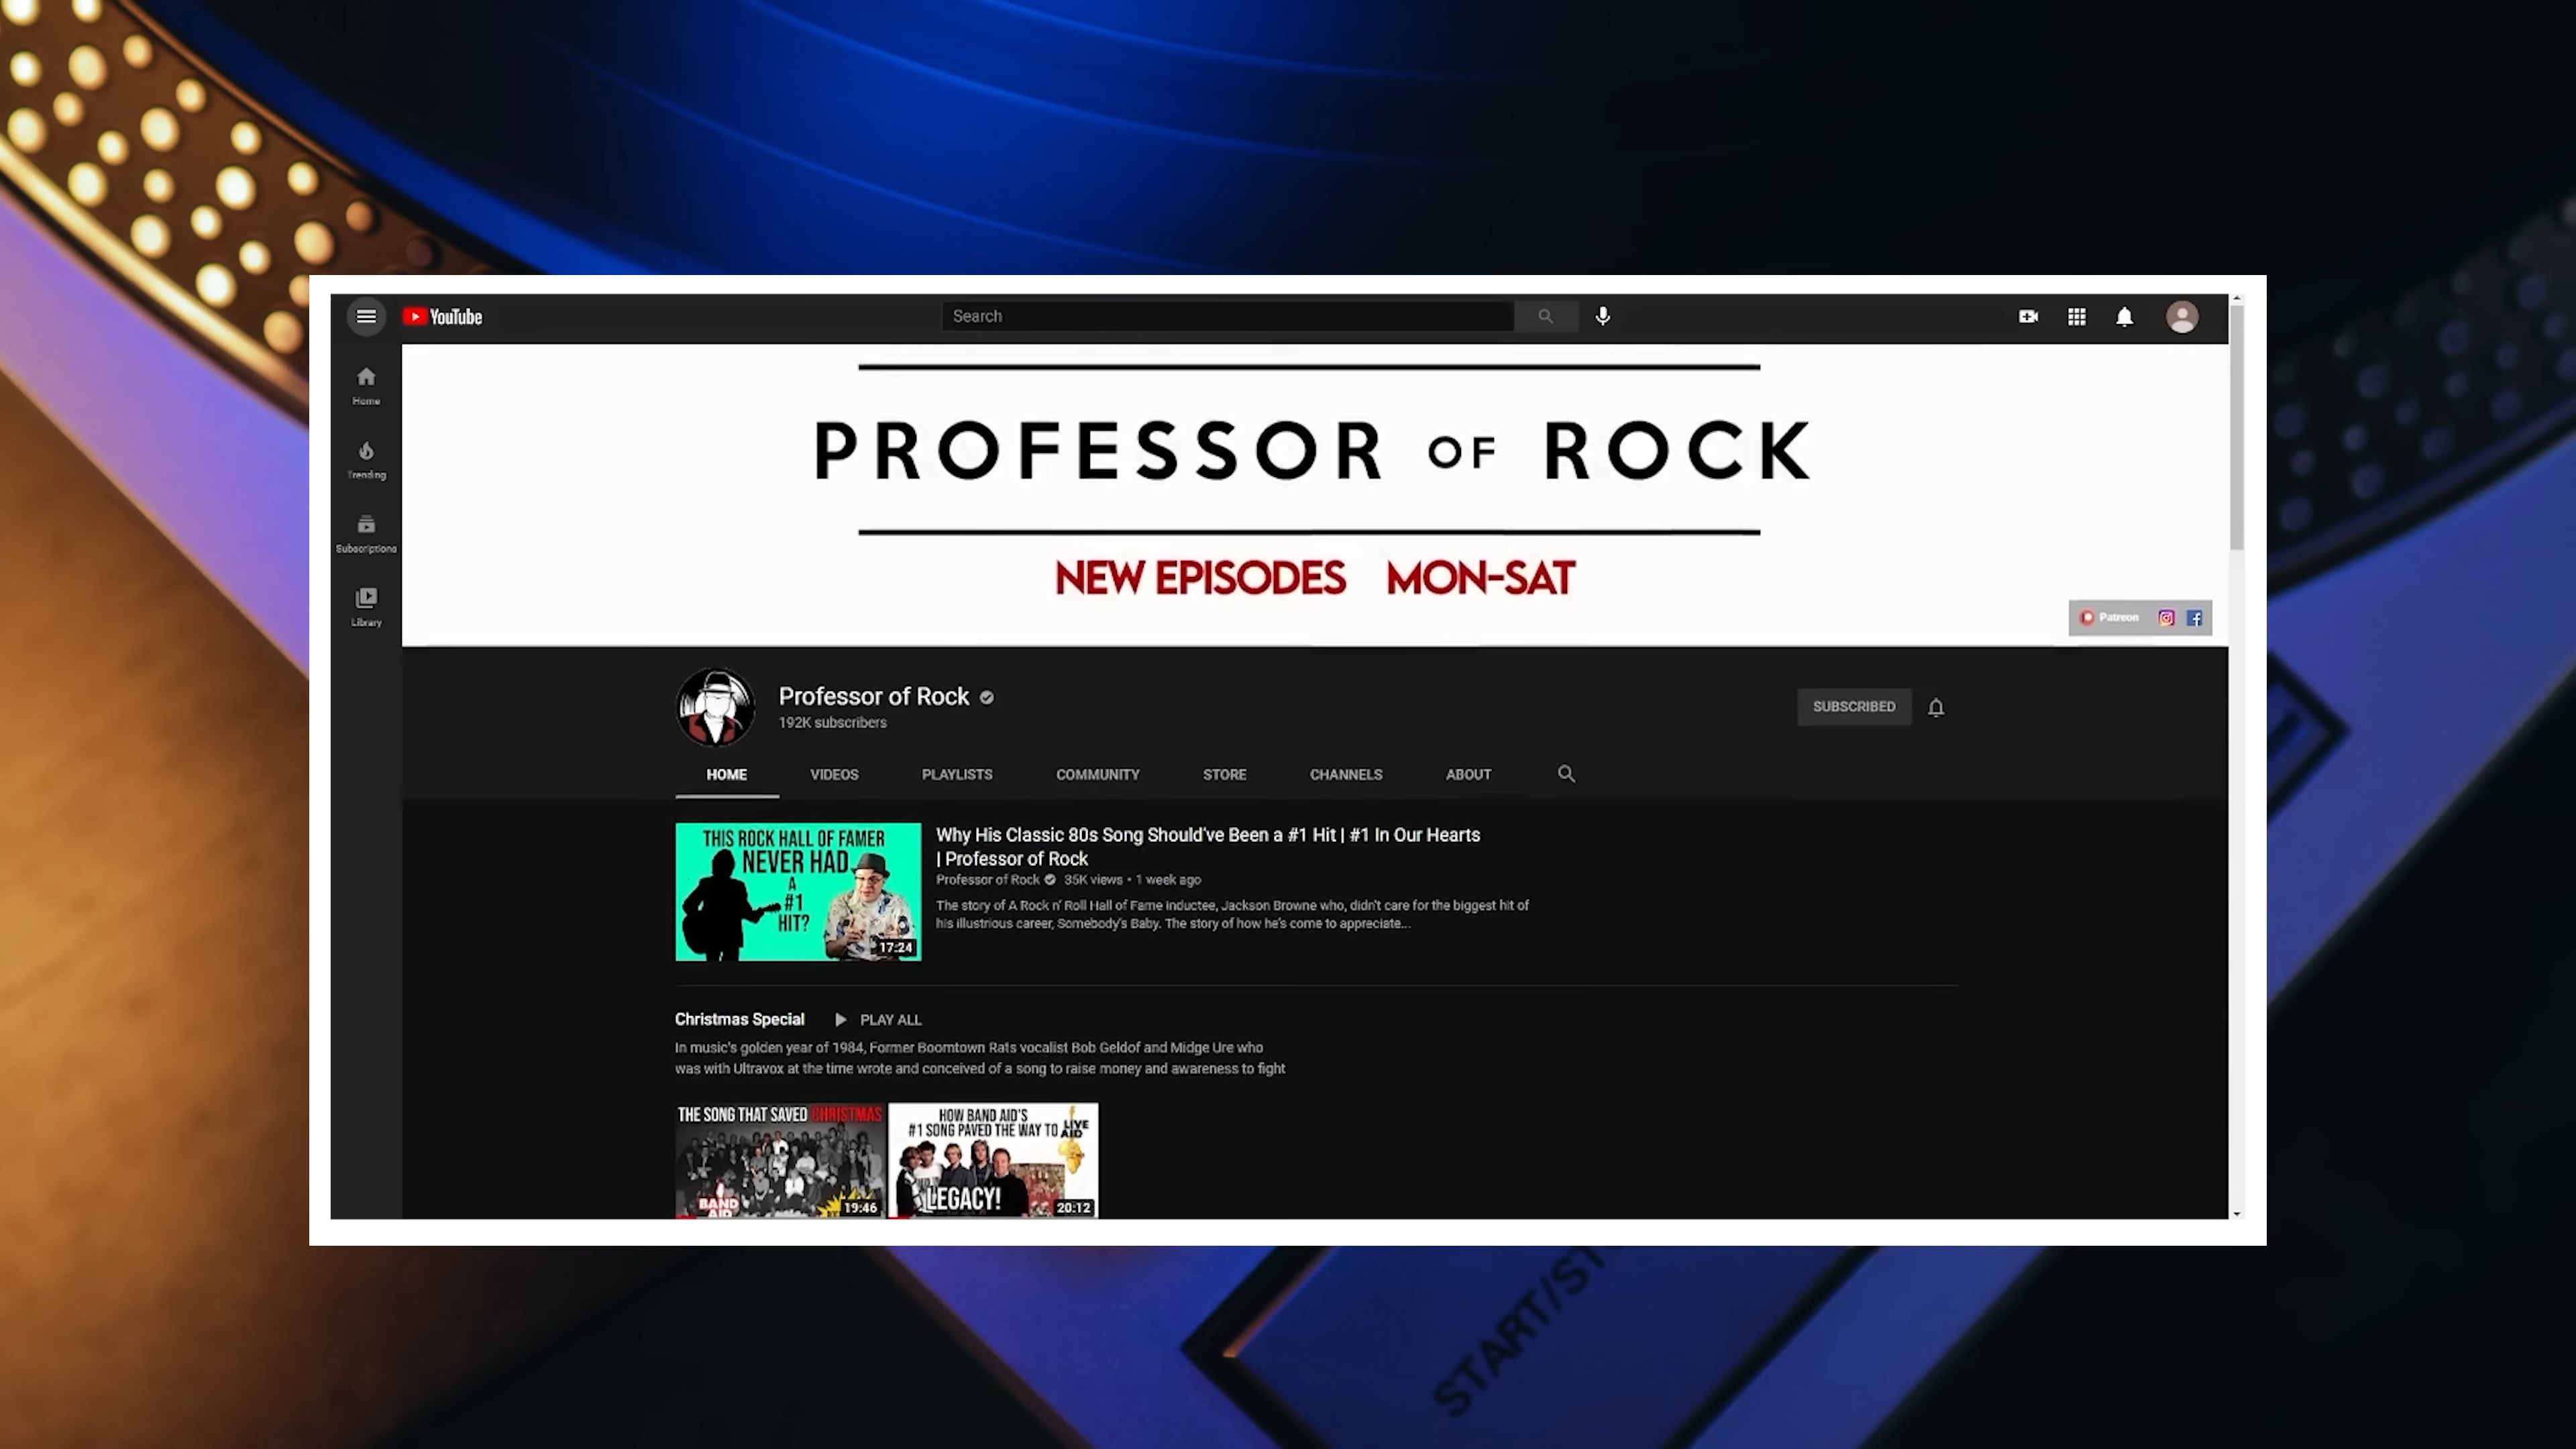 YouTube
Search
Home
Trending
Subscriptions
Library
PROFESSOR OF ROCK
NEW EPISODES MON-SAT
Patreon
Professor of Rock
192K subscribers
SUBSCRIBED
HOME VIDEOS PLAYLISTS COMMUNITY STORE CHANNELS ABOUT
THIS ROCK HALL OF FAMER
NEVER HAD
A
#1
HIT?
17:24
Why His Classic 80s Song Should've Been a #1 Hit | #1 In Our Hearts
| Professor of Rock
Professor of Rock 35K views • 1 week ago
The story of A Rock n' Roll Hall of Fame inductee, Jackson Browne who, didn't care for the biggest hit of
his illustrious career, Somebody's Baby. The story of how he's come to appreciate...
Christmas Special PLAY ALL
In music's golden year of 1984, Former Boomtown Rats vocalist Bob Geldof and Midge Ure who
was with Ultravox at the time wrote and conceived of a song to raise money and awareness to fight
THE SONG THAT SAVED CHRISTMAS
BAND
AID
19:46
HOW BAND AID'S
#1 SONG PAVED THE WAY TO LIVE AID
LEGACY!
20:12
START/ST